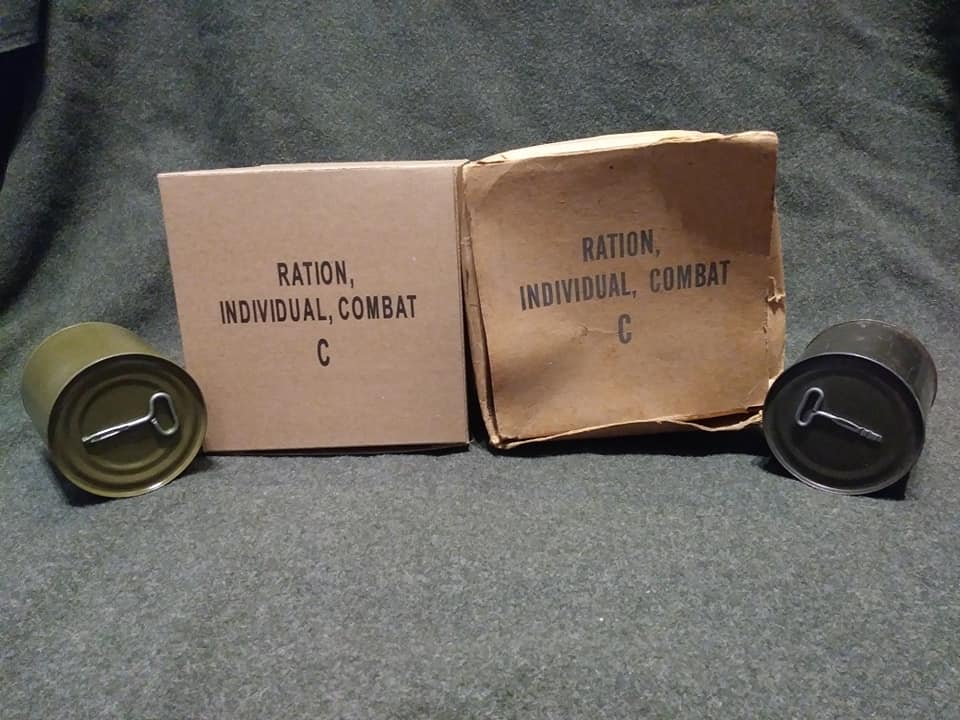 RATION,
INDIVIDUAL, COMBAT
C
RATION,
INDIVIDUAL, COMBAT
C